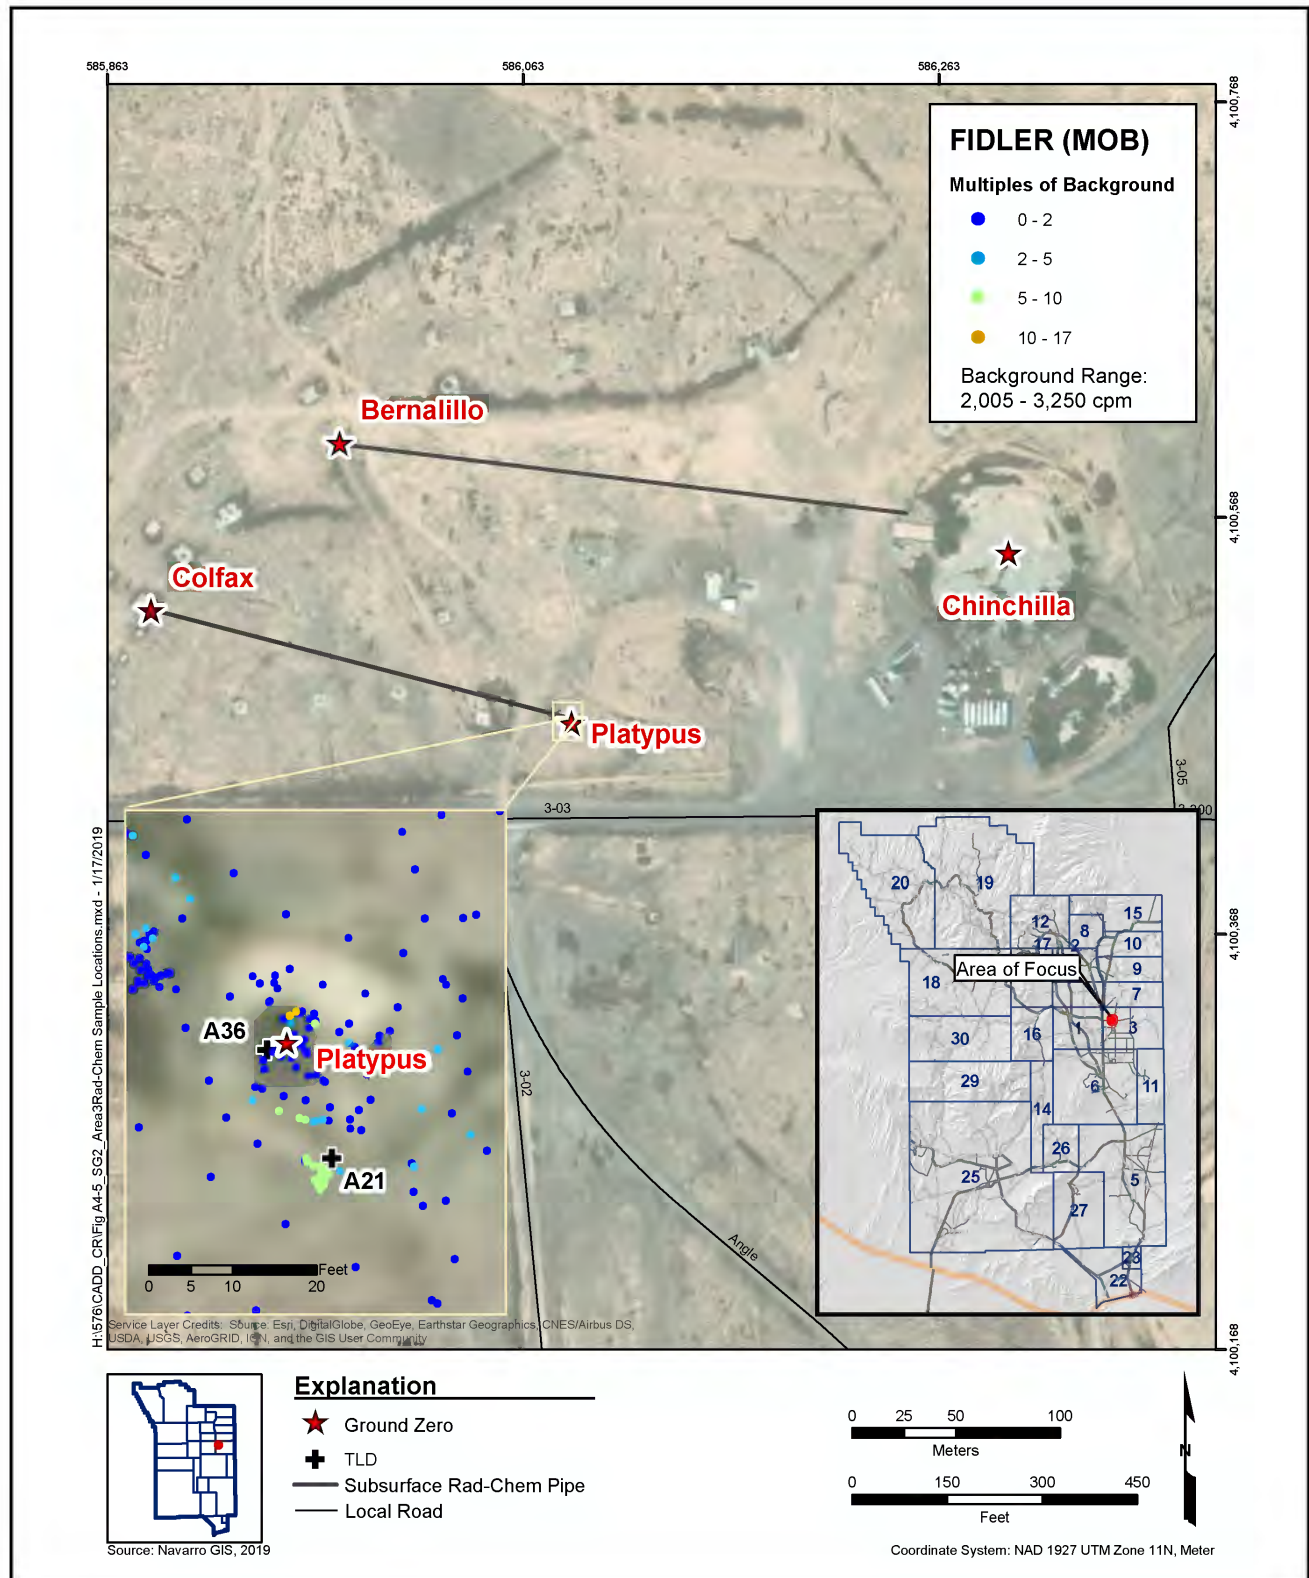 585,863
586,063
586,263
4,100,768
FIDLER (MOB)
Multiples of Background
0 - 2
2 - 5
5 - 10
10 - 17
Background Range:
2,005 - 3,250 cpm
Bernalillo
4,100,568
Colfax
Chinchilla
Platypus
3-05
3-03
H:\576\CADD_CR\Fig A4-5_SG2_Area3Rad-Chem Sample Locations.mxd - 1/17/2019
20
19
12
15
8
17
2
10
4,100,368
Area of Focus
9
18
7
A36
Platypus
16
1
3
30
3-02
29
6
11
14
A21
26
25
5
27
Angle
Feet
0 5 10 20
23
22
Service Layer Credits: Source: Esri, DigitalGlobe, GeoEye, Earthstar Geographics, CNES/Airbus DS,
USDA, USGS, AeroGRID, IGN, and the GIS User Community
4,100,168
Explanation
Ground Zero
TLD
Subsurface Rad-Chem Pipe
Local Road
0 25 50 100
Meters
0 150 300 450
Feet
N
Source: Navarro GIS, 2019
Coordinate System: NAD 1927 UTM Zone 11N, Meter